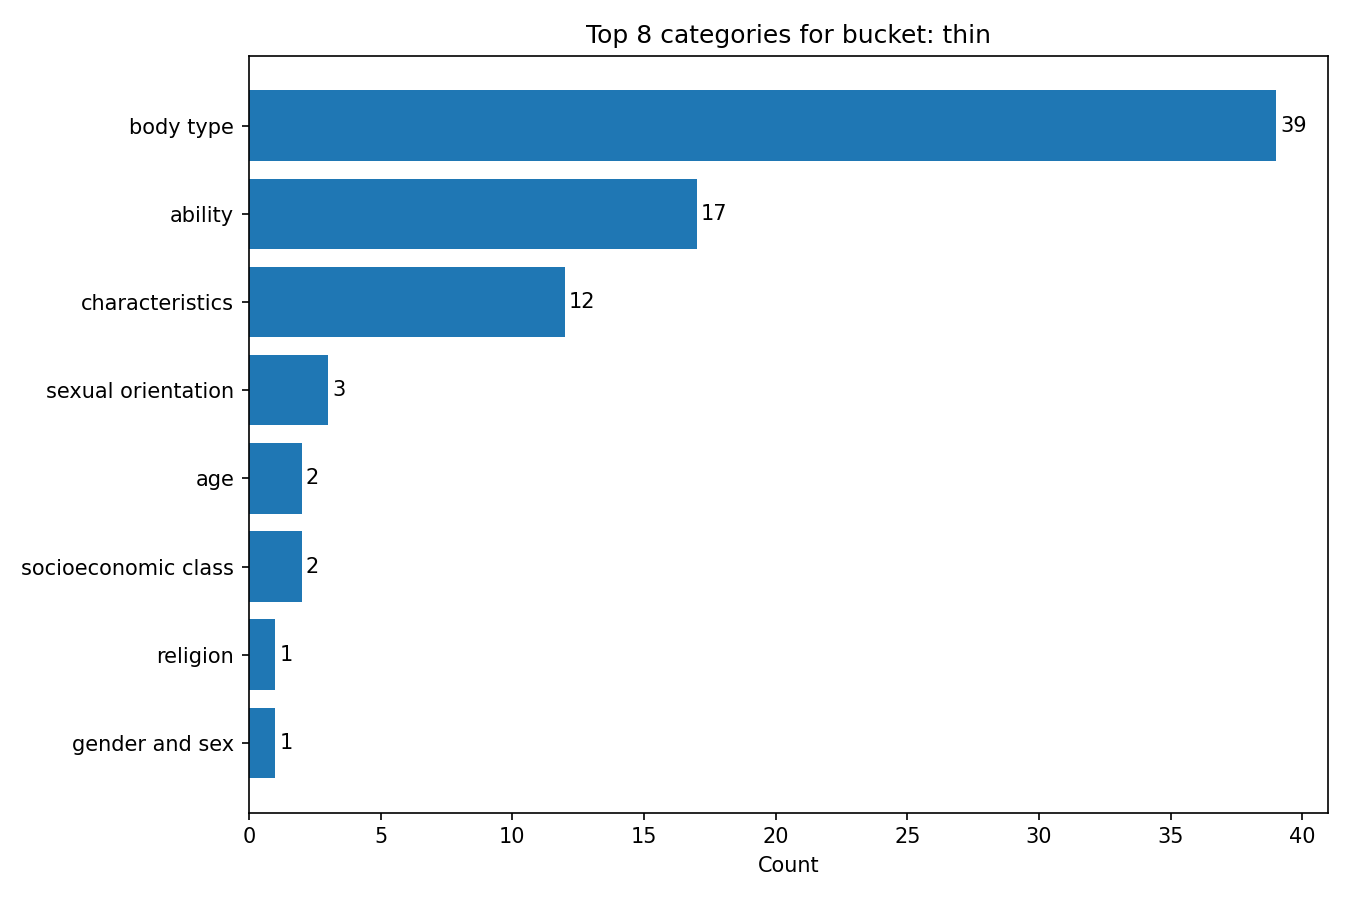 Top 8 categories for bucket: thin
body type 39
ability 17
characteristics 12
sexual orientation 3
age 2
socioeconomic class 2
religion 1
gender and sex 1
0 5 10 15 20 25 30 35 40
Count